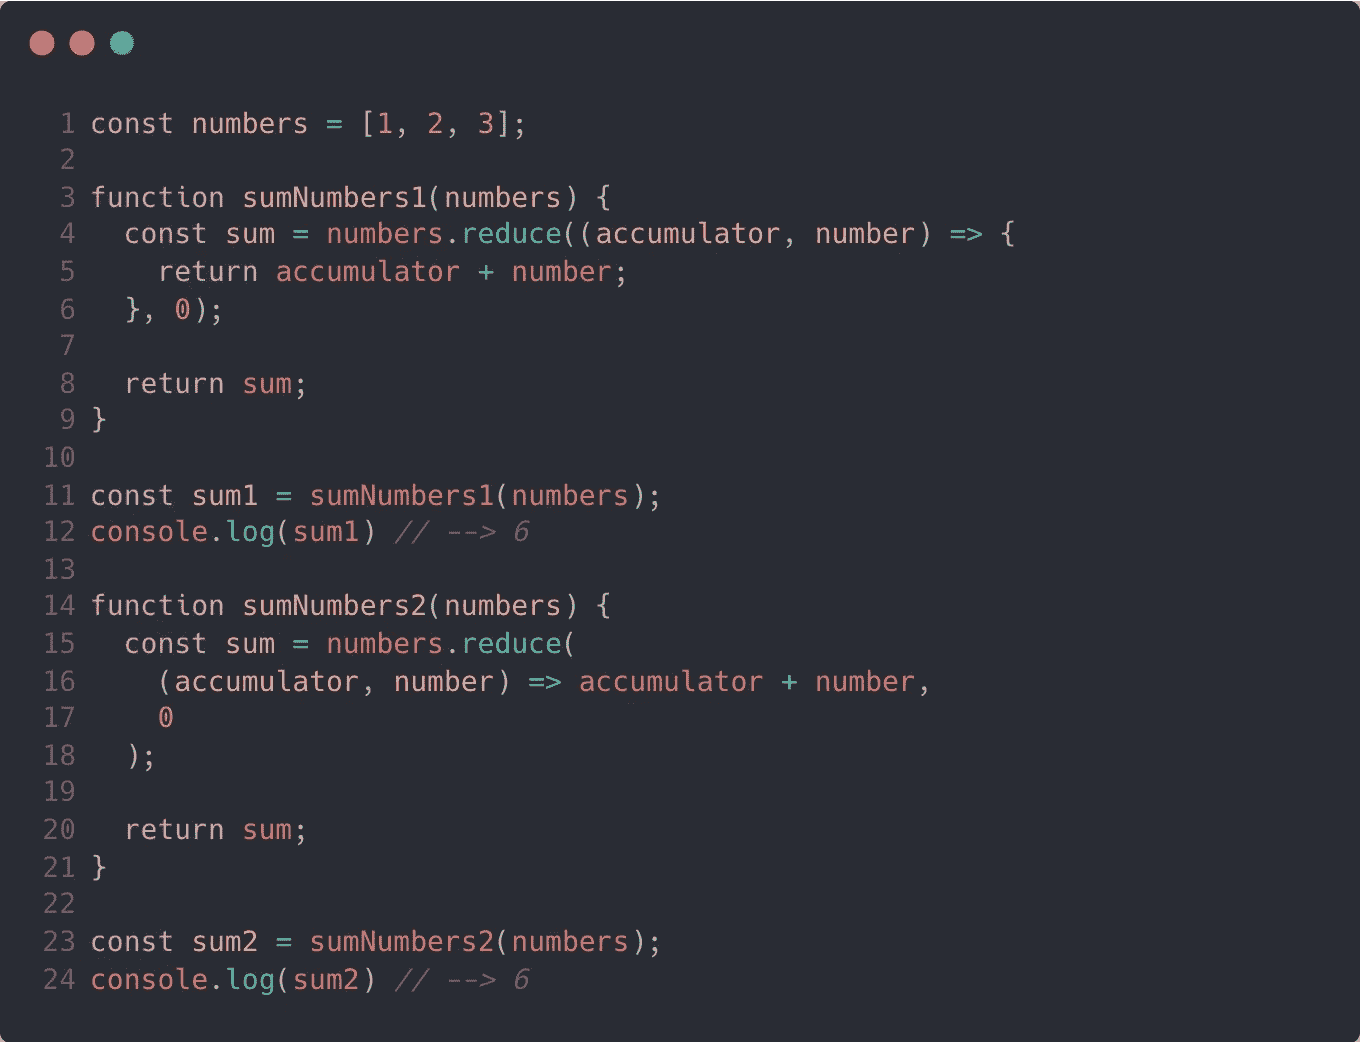 1 const numbers = [1, 2, 3];
2
3 function sumNumbers1(numbers) {
4   const sum = numbers.reduce((accumulator, number) => {
5     return accumulator + number;
6   }, 0);
7
8   return sum;
9 }
10
11 const sum1 = sumNumbers1(numbers);
12 console.log(sum1) // --> 6
13
14 function sumNumbers2(numbers) {
15   const sum = numbers.reduce(
16     (accumulator, number) => accumulator + number,
17     0
18   );
19
20   return sum;
21 }
22
23 const sum2 = sumNumbers2(numbers);
24 console.log(sum2) // --> 6